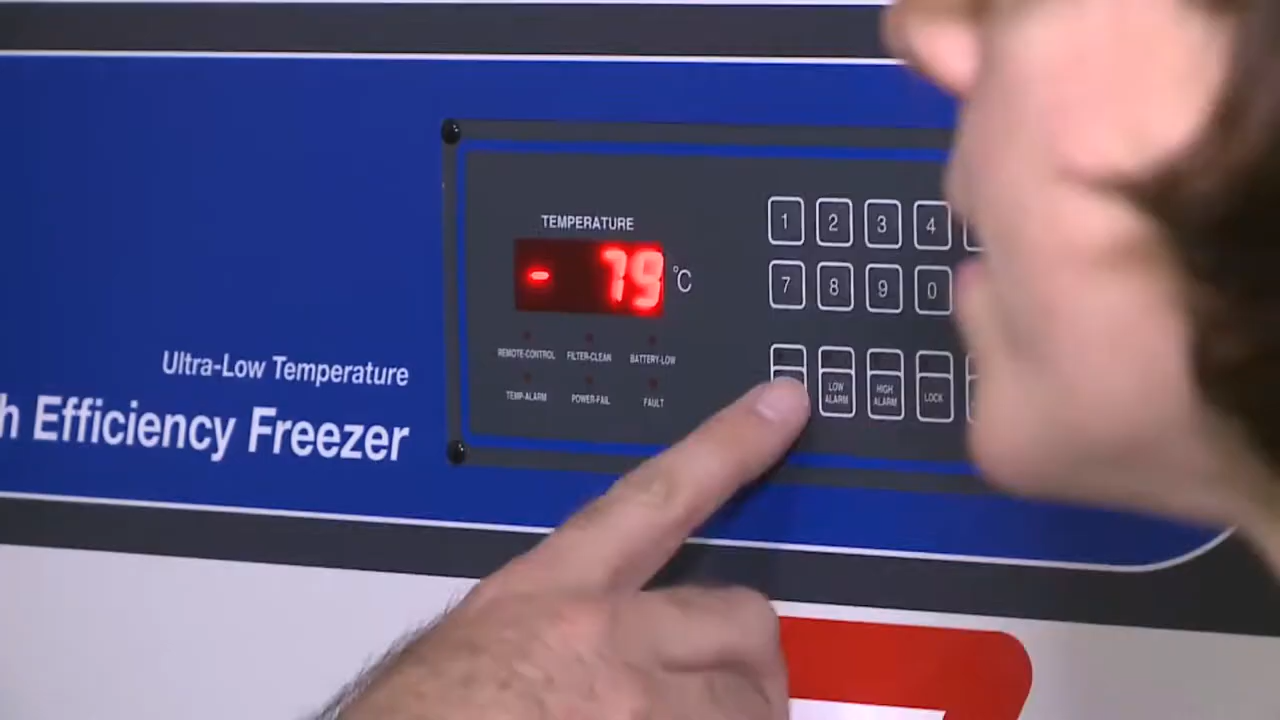 TEMPERATURE
- 79 °C
REMOTE-CONTROL FILTER-CLEAN BATTERY-LOW
TEMP-ALARM POWER-FAIL FAULT
1 2 3 4
7 8 9 0
LOW ALARM HIGH ALARM LOCK
Ultra-Low Temperature
h Efficiency Freezer